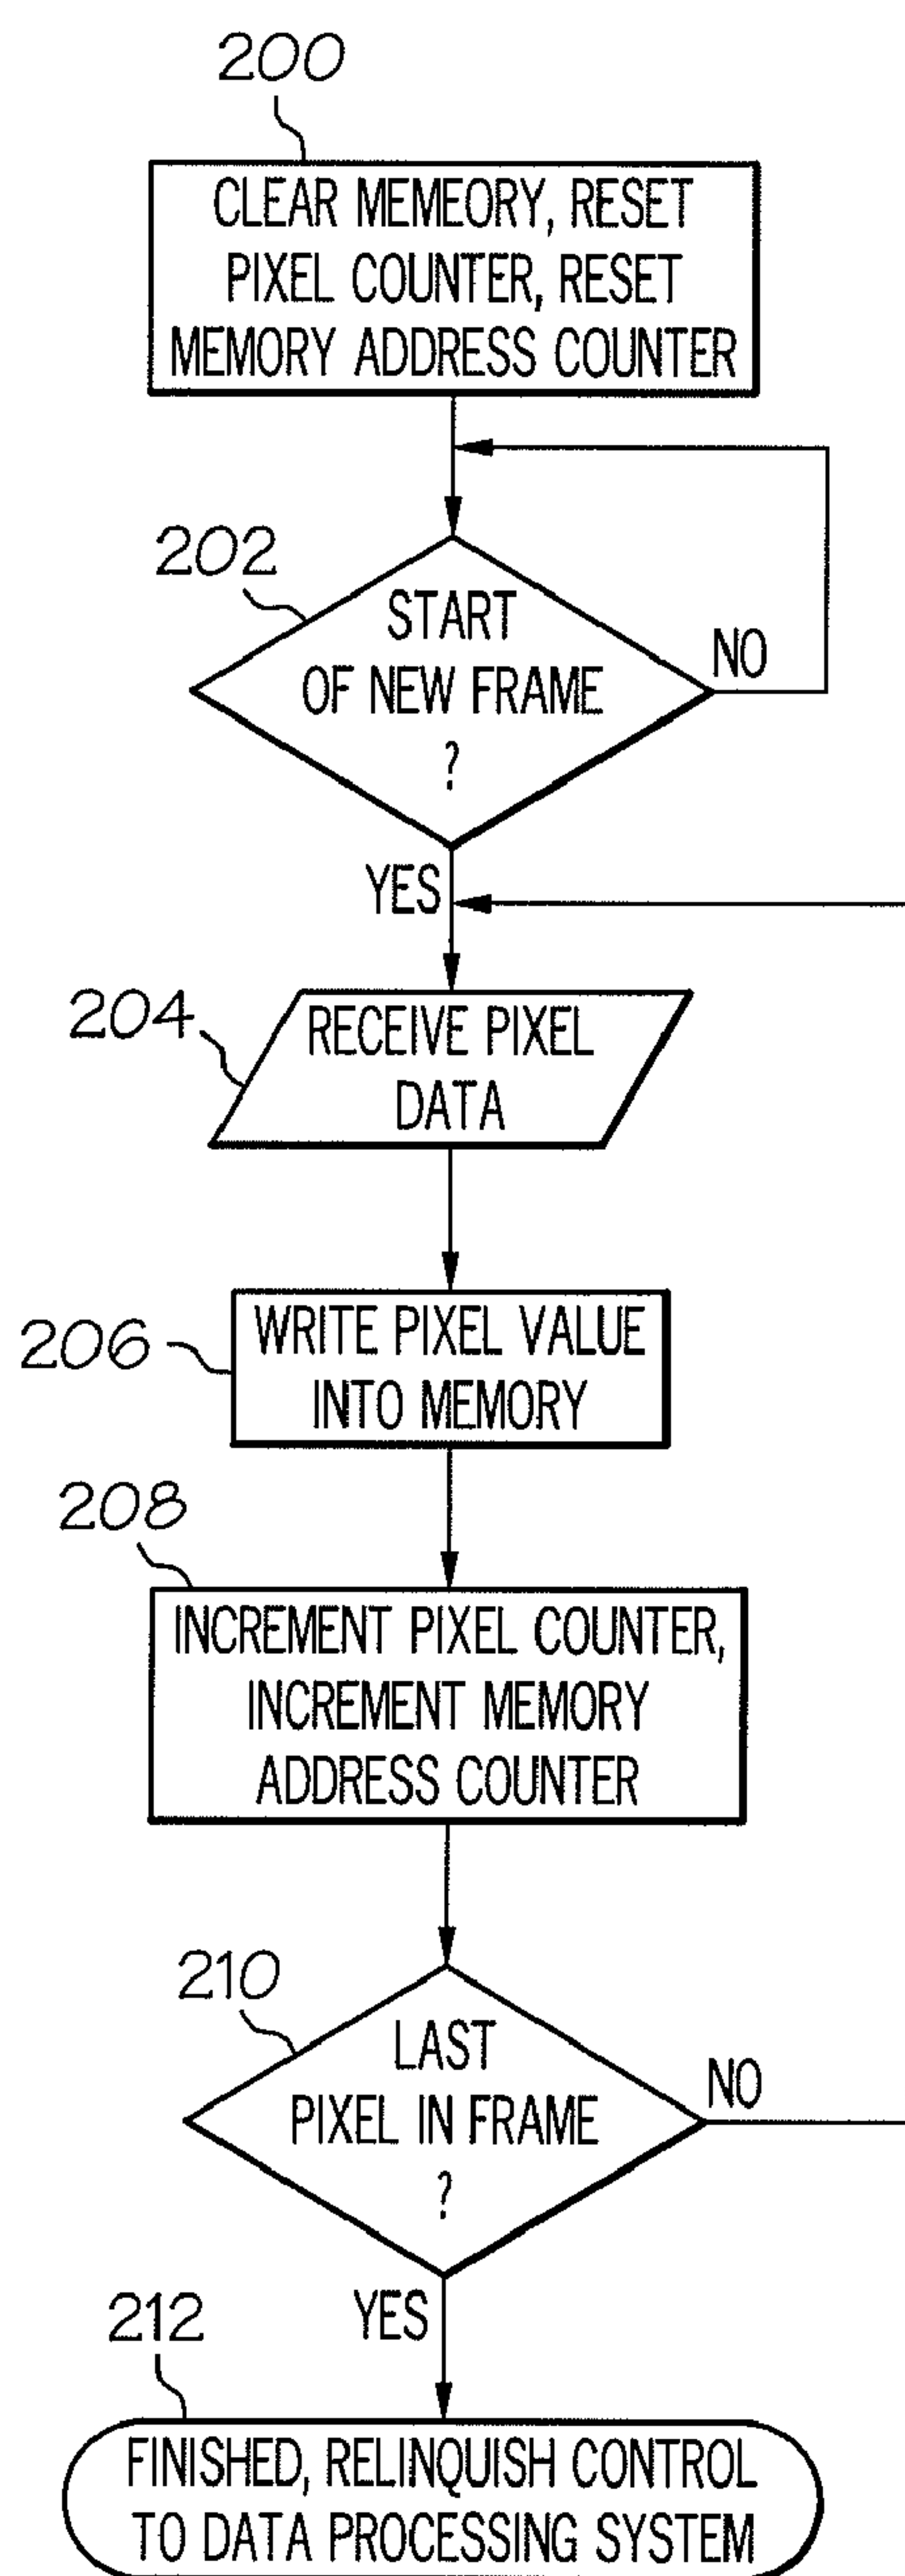 200
CLEAR MEMEORY, RESET
PIXEL COUNTER, RESET
MEMORY ADDRESS COUNTER
202
START
OF NEW FRAME
?
NO
YES
204
RECEIVE PIXEL
DATA
206
WRITE PIXEL VALUE
INTO MEMORY
208
INCREMENT PIXEL COUNTER,
INCREMENT MEMORY
ADDRESS COUNTER
210
LAST
PIXEL IN FRAME
?
NO
YES
212
FINISHED, RELINQUISH CONTROL
TO DATA PROCESSING SYSTEM